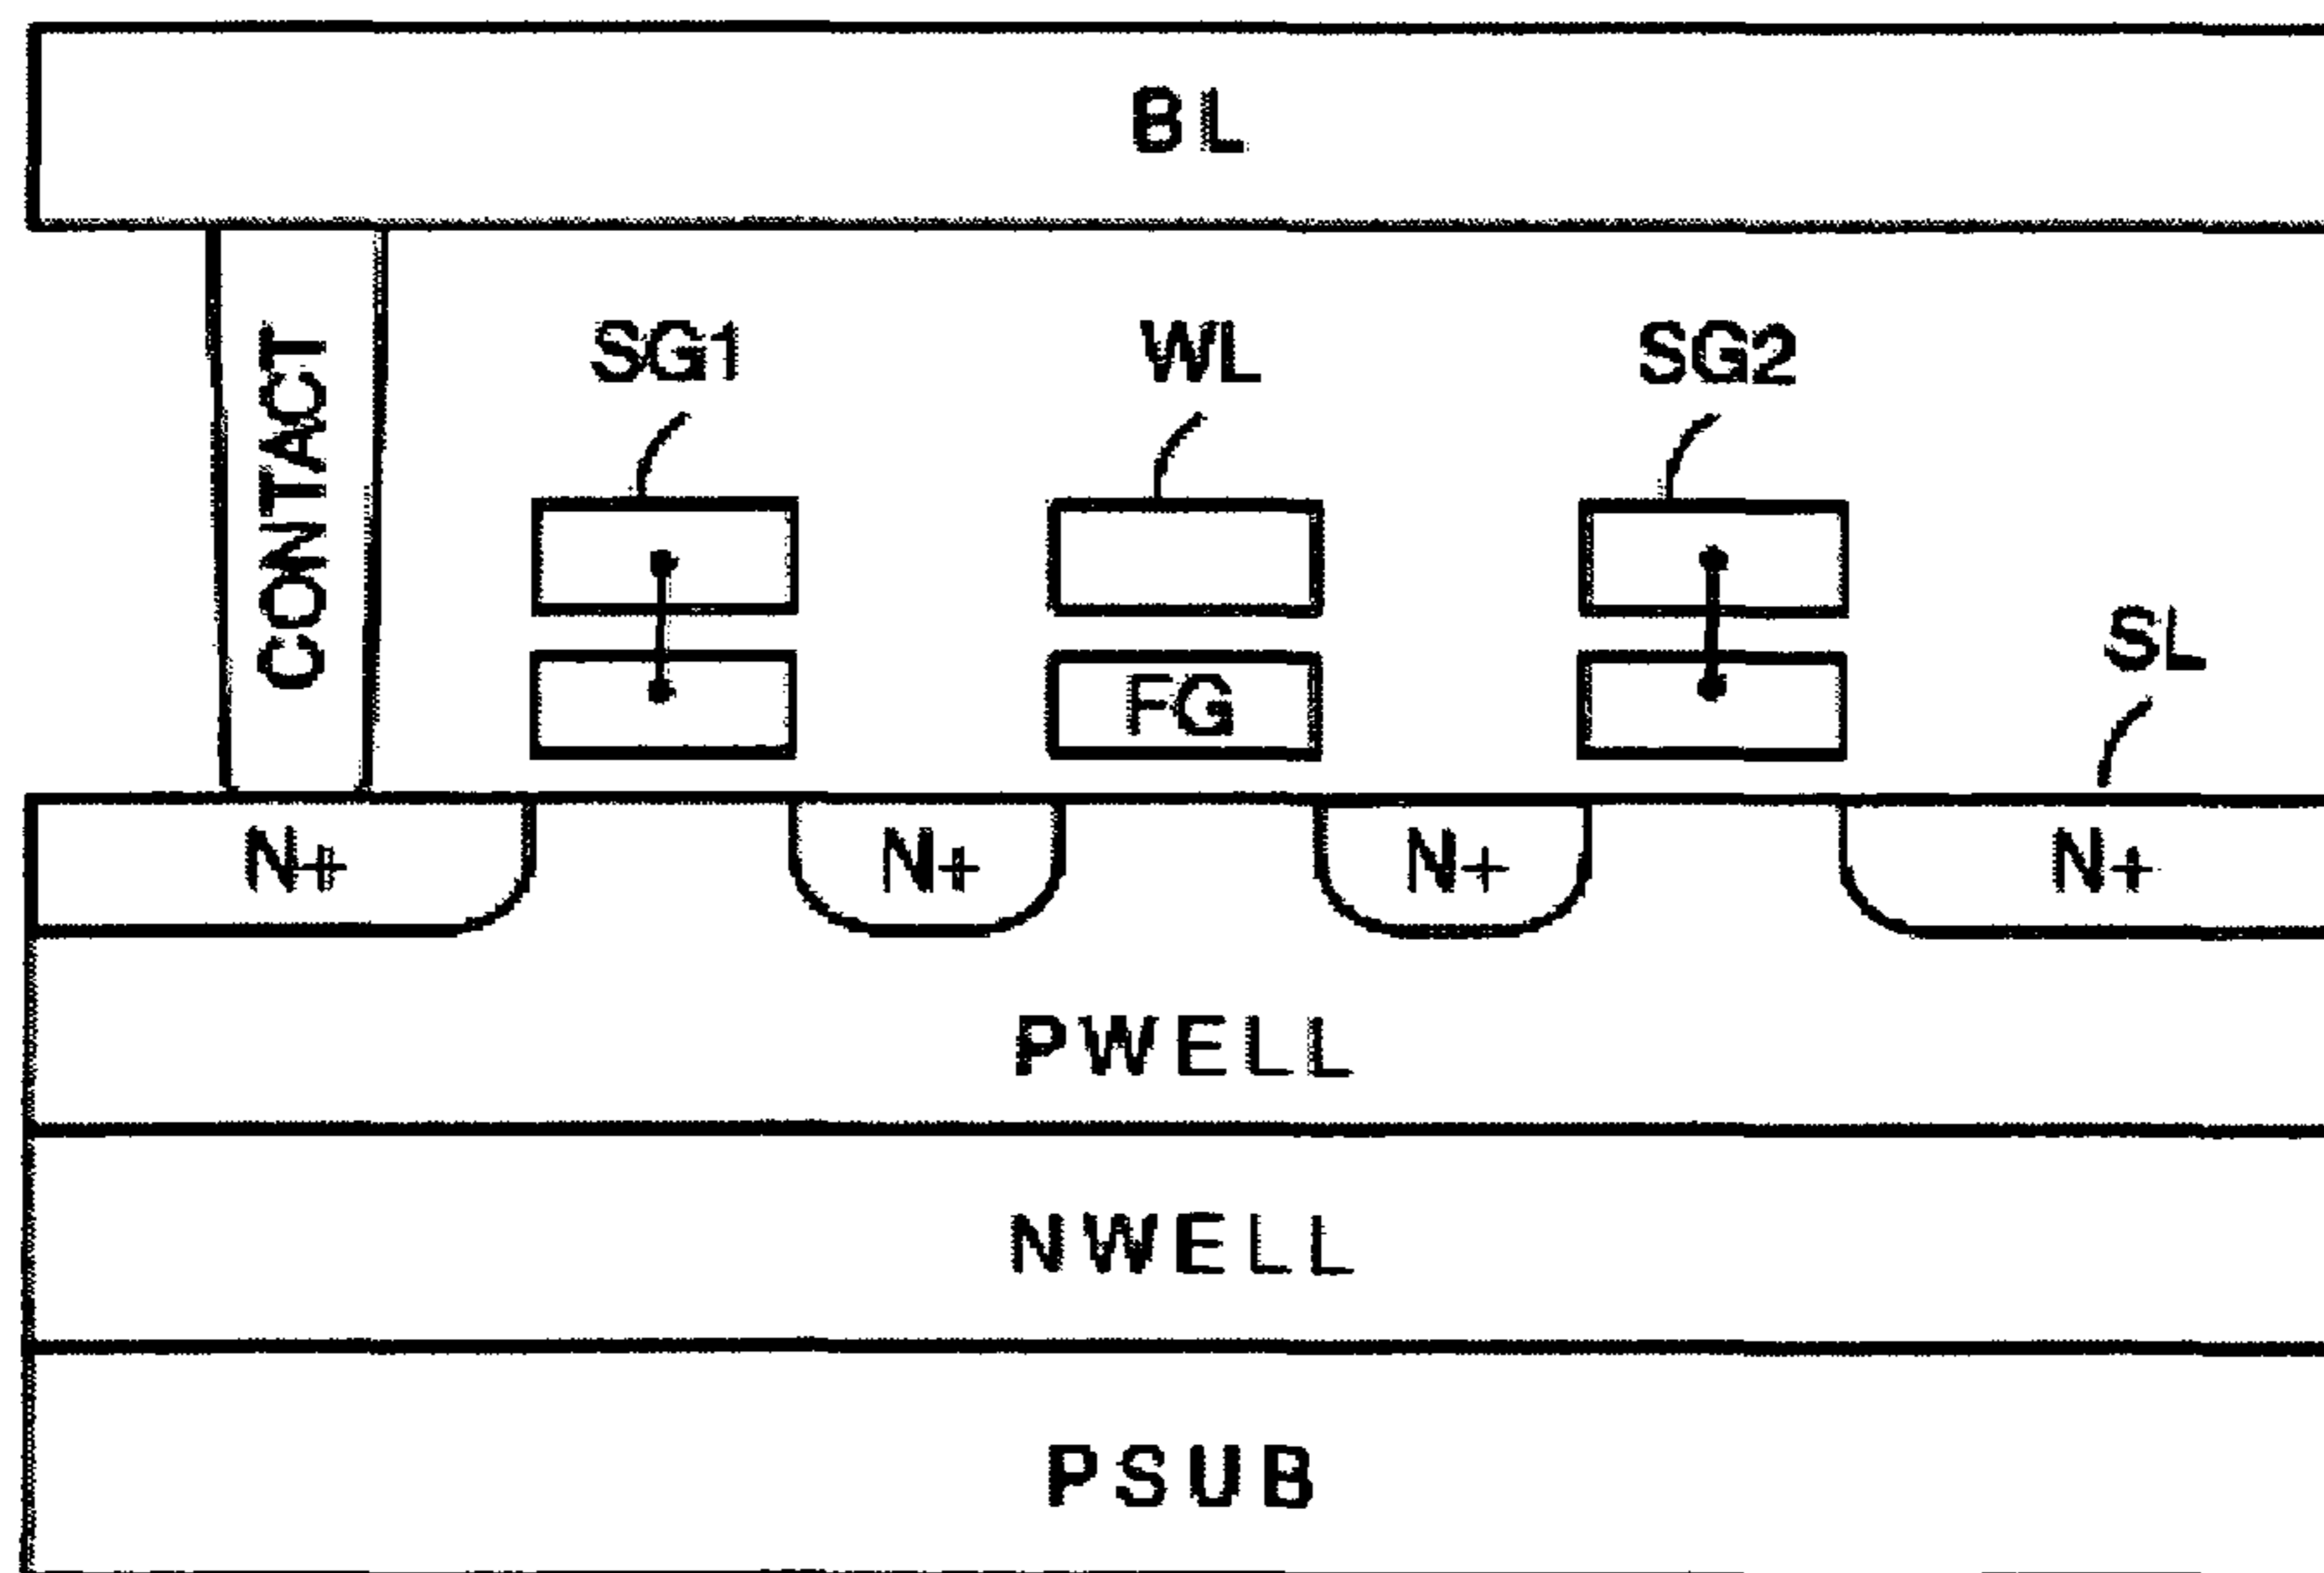 BL
CONTACT
SG1 WL SG2
SL
FG
N+ N+ N+ N+
PWELL
NWELL
PSUB